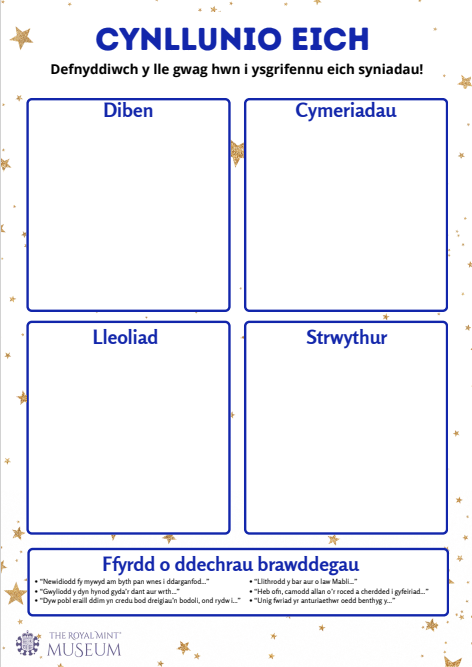 CYNLLUNIO EICH
Defnyddiwch y lle gwag hwn i ysgrifennu eich syniadau!
Diben
Cymeriadau
Lleoliad
Strwythur
Ffyrdd o ddechrau brawddegau
• "Newidiodd fy mywyd am byth pan wnes i ddarganfod..."
• "Gwyliodd y dyn hynod gyda'r dant aur wrth..."
• "Dyw pobl eraill ddim yn credu bod dreigiau'n bodoli, ond rydw i..."
• "Llithrodd y bar aur o law Mabli..."
• "Heb ofn, camodd allan o'r roced a cherdded i gyfeiriad..."
• "Unig fwriad yr anturiaethwr oedd benthyg y..."
THE ROYAL MINT®
MUSEUM